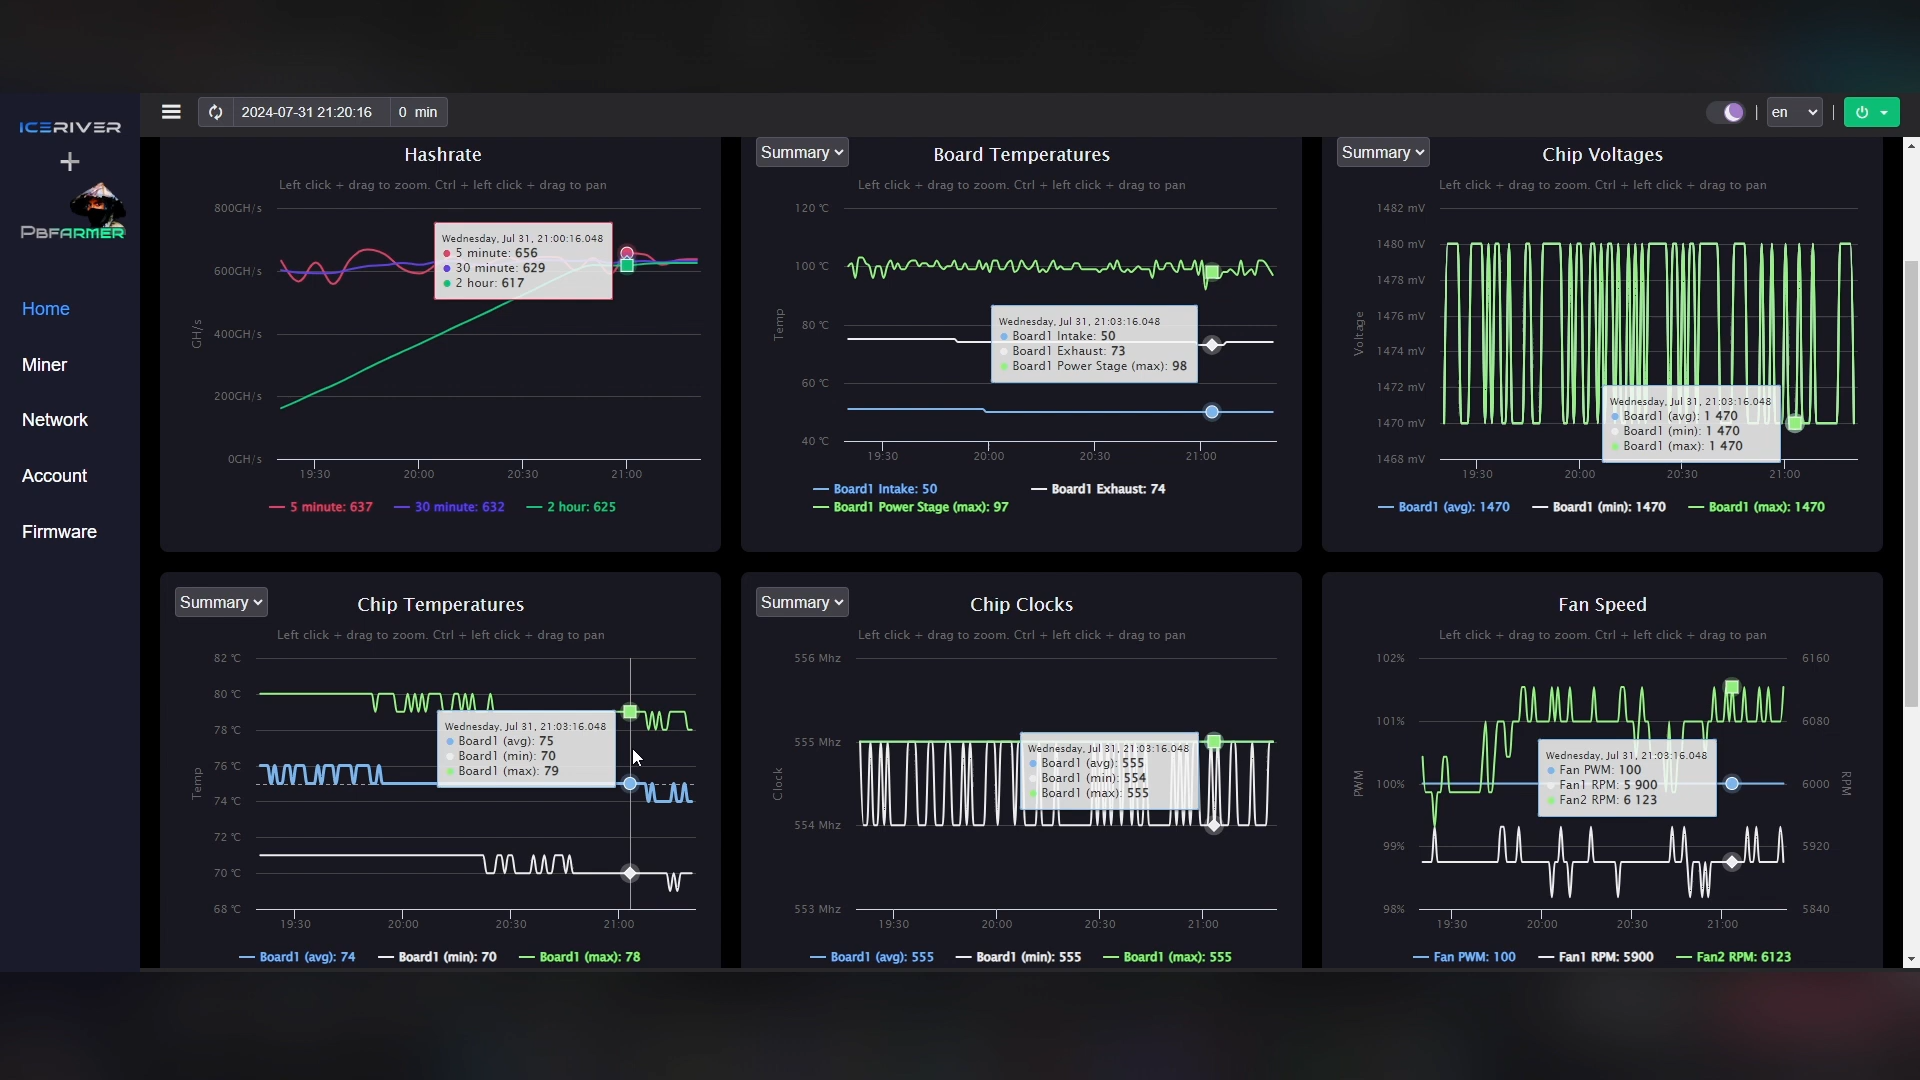 ICERIVER
+
PBFARMER
Home
Miner
Network
Account
Firmware
2024-07-31 21:20:16 0 min
en
Hashrate
Left click + drag to zoom. Ctrl + left click + drag to pan
800GH/s
600GH/s
400GH/s
200GH/s
0GH/s
GH/s
Wednesday, Jul 31, 21:00:16.048
5 minute: 656
30 minute: 629
2 hour: 617
19:30 20:00 20:30 21:00
5 minute: 637 30 minute: 632 2 hour: 625
Summary
Board Temperatures
Left click + drag to zoom. Ctrl + left click + drag to pan
120 °C
100 °C
80 °C
60 °C
40 °C
Temp
Wednesday, Jul 31, 21:03:16.048
Board1 Intake: 50
Board1 Exhaust: 73
Board1 Power Stage (max): 98
19:30 20:00 20:30 21:00
Board1 Intake: 50 Board1 Exhaust: 74
Board1 Power Stage (max): 97
Summary
Chip Voltages
Left click + drag to zoom. Ctrl + left click + drag to pan
1482 mV
1480 mV
1478 mV
1476 mV
1474 mV
1472 mV
1470 mV
1468 mV
Voltage
Wednesday, Jul 31, 21:03:16.048
Board1 (avg): 1 470
Board1 (min): 1 470
Board1 (max): 1 470
19:30 20:00 20:30 21:00
Board1 (avg): 1470 Board1 (min): 1470 Board1 (max): 1470
Summary
Chip Temperatures
Left click + drag to zoom. Ctrl + left click + drag to pan
82 °C
80 °C
78 °C
76 °C
74 °C
72 °C
70 °C
68 °C
Temp
Wednesday, Jul 31, 21:03:16.048
Board1 (avg): 75
Board1 (min): 70
Board1 (max): 79
19:30 20:00 20:30 21:00
Board1 (avg): 74 Board1 (min): 70 Board1 (max): 78
Summary
Chip Clocks
Left click + drag to zoom. Ctrl + left click + drag to pan
556 Mhz
555 Mhz
554 Mhz
553 Mhz
Clock
Wednesday, Jul 31, 21:03:16.048
Board1 (avg): 555
Board1 (min): 554
Board1 (max): 555
19:30 20:00 20:30 21:00
Board1 (avg): 555 Board1 (min): 555 Board1 (max): 555
Fan Speed
Left click + drag to zoom. Ctrl + left click + drag to pan
102% 6160
101% 6080
100% 6000
99% 5920
98% 5840
PWM
RPM
Wednesday, Jul 31, 21:03:16.048
Fan PWM: 100
Fan1 RPM: 5 900
Fan2 RPM: 6 123
19:30 20:00 20:30 21:00
Fan PWM: 100 Fan1 RPM: 5900 Fan2 RPM: 6123